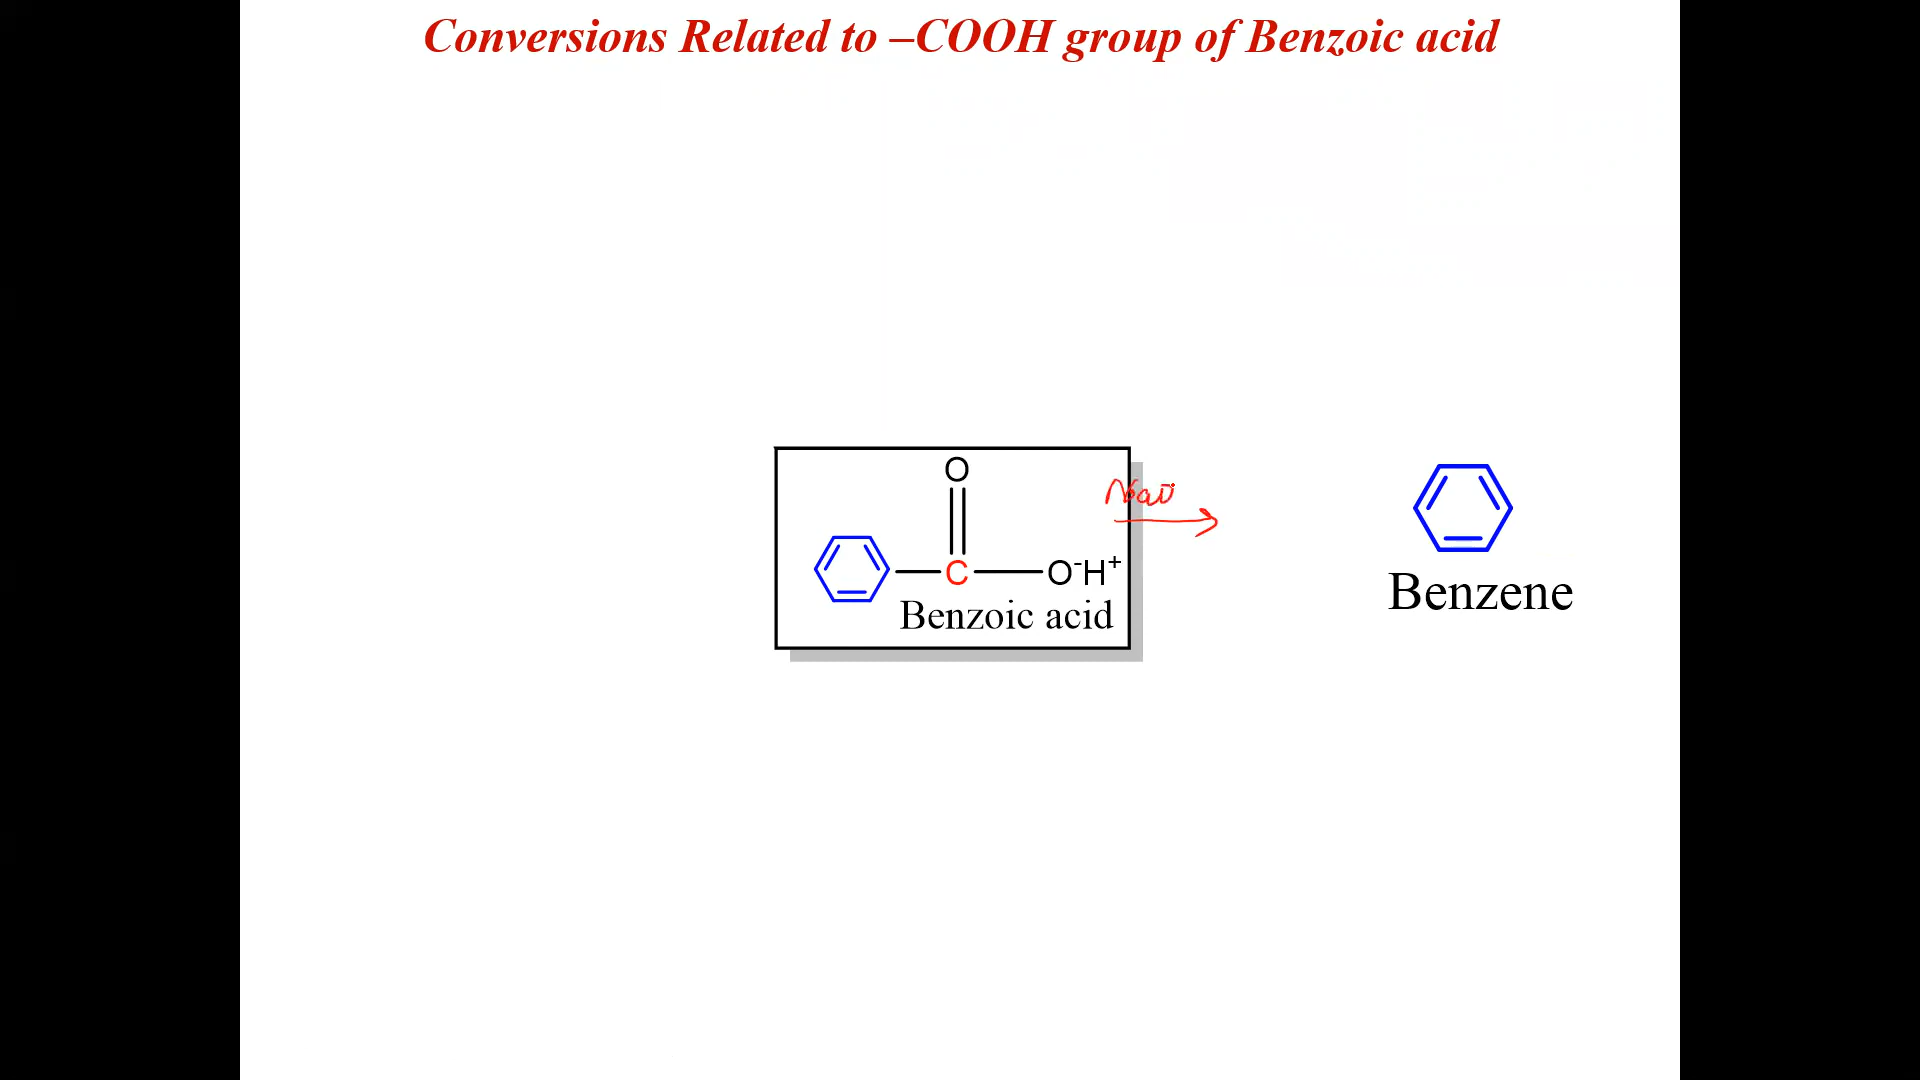 Conversions Related to –COOH group of Benzoic acid
O
C O⁻H⁺
Benzoic acid
Benzene